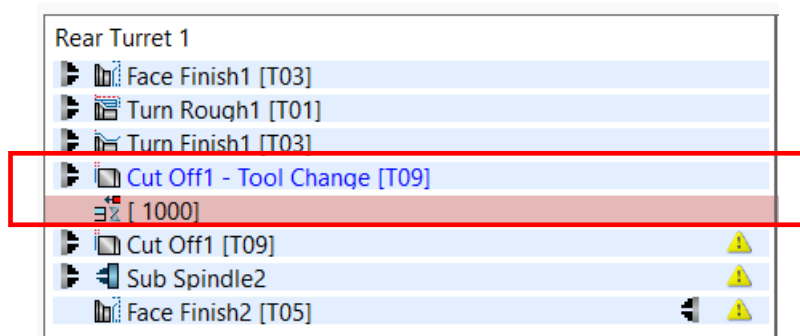 Rear Turret 1
Face Finish1 [T03]
Turn Rough1 [T01]
Turn Finish1 [T03]
Cut Off1 - Tool Change [T09]
[ 1000]
Cut Off1 [T09]
Sub Spindle2
Face Finish2 [T05]